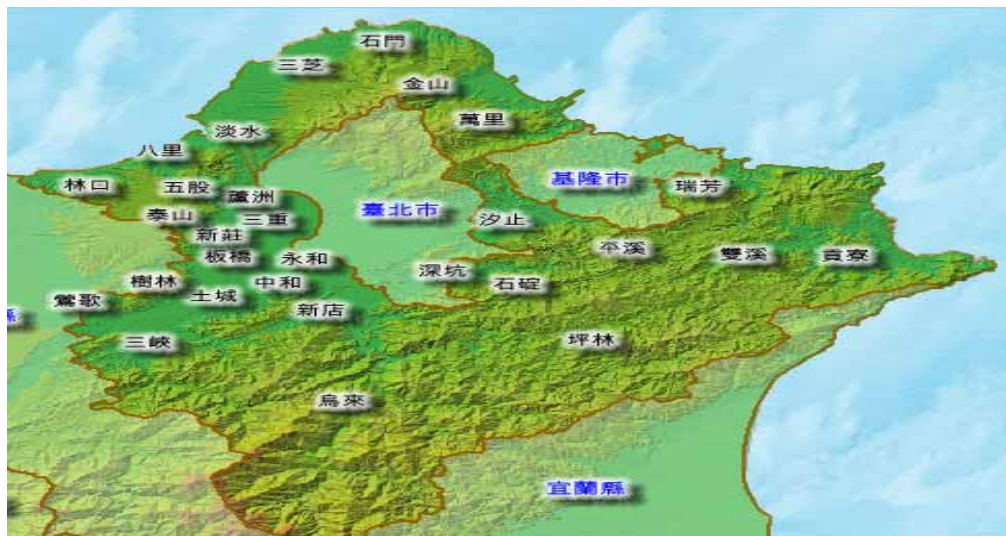 石門
三芝
金山
萬里
淡水
八里
林口
五股
蘆洲
基隆市
瑞芳
泰山
三重
臺北市
汐止
新莊
板橋
永和
平溪
雙溪
貢寮
樹林
中和
深坑
石碇
鶯歌
土城
新店
縣
三峽
坪林
烏來
宜蘭縣